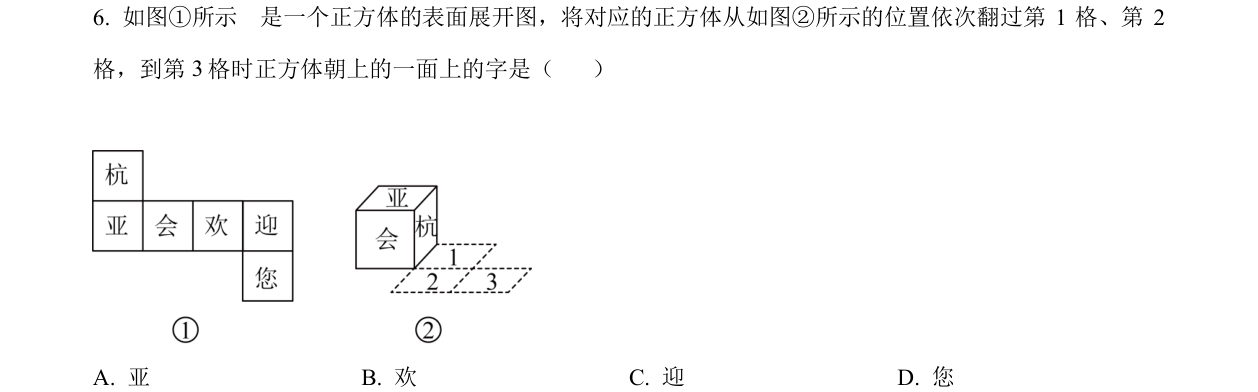 6. 如图①所示 是一个正方体的表面展开图，将对应的正方体从如图②所示的位置依次翻过第 1 格、第 2
格，到第 3 格时正方体朝上的一面上的字是（ ）
杭
亚 会 欢 迎
您
①
亚
会 杭
1
2 3
②
A. 亚 B. 欢 C. 迎 D. 您